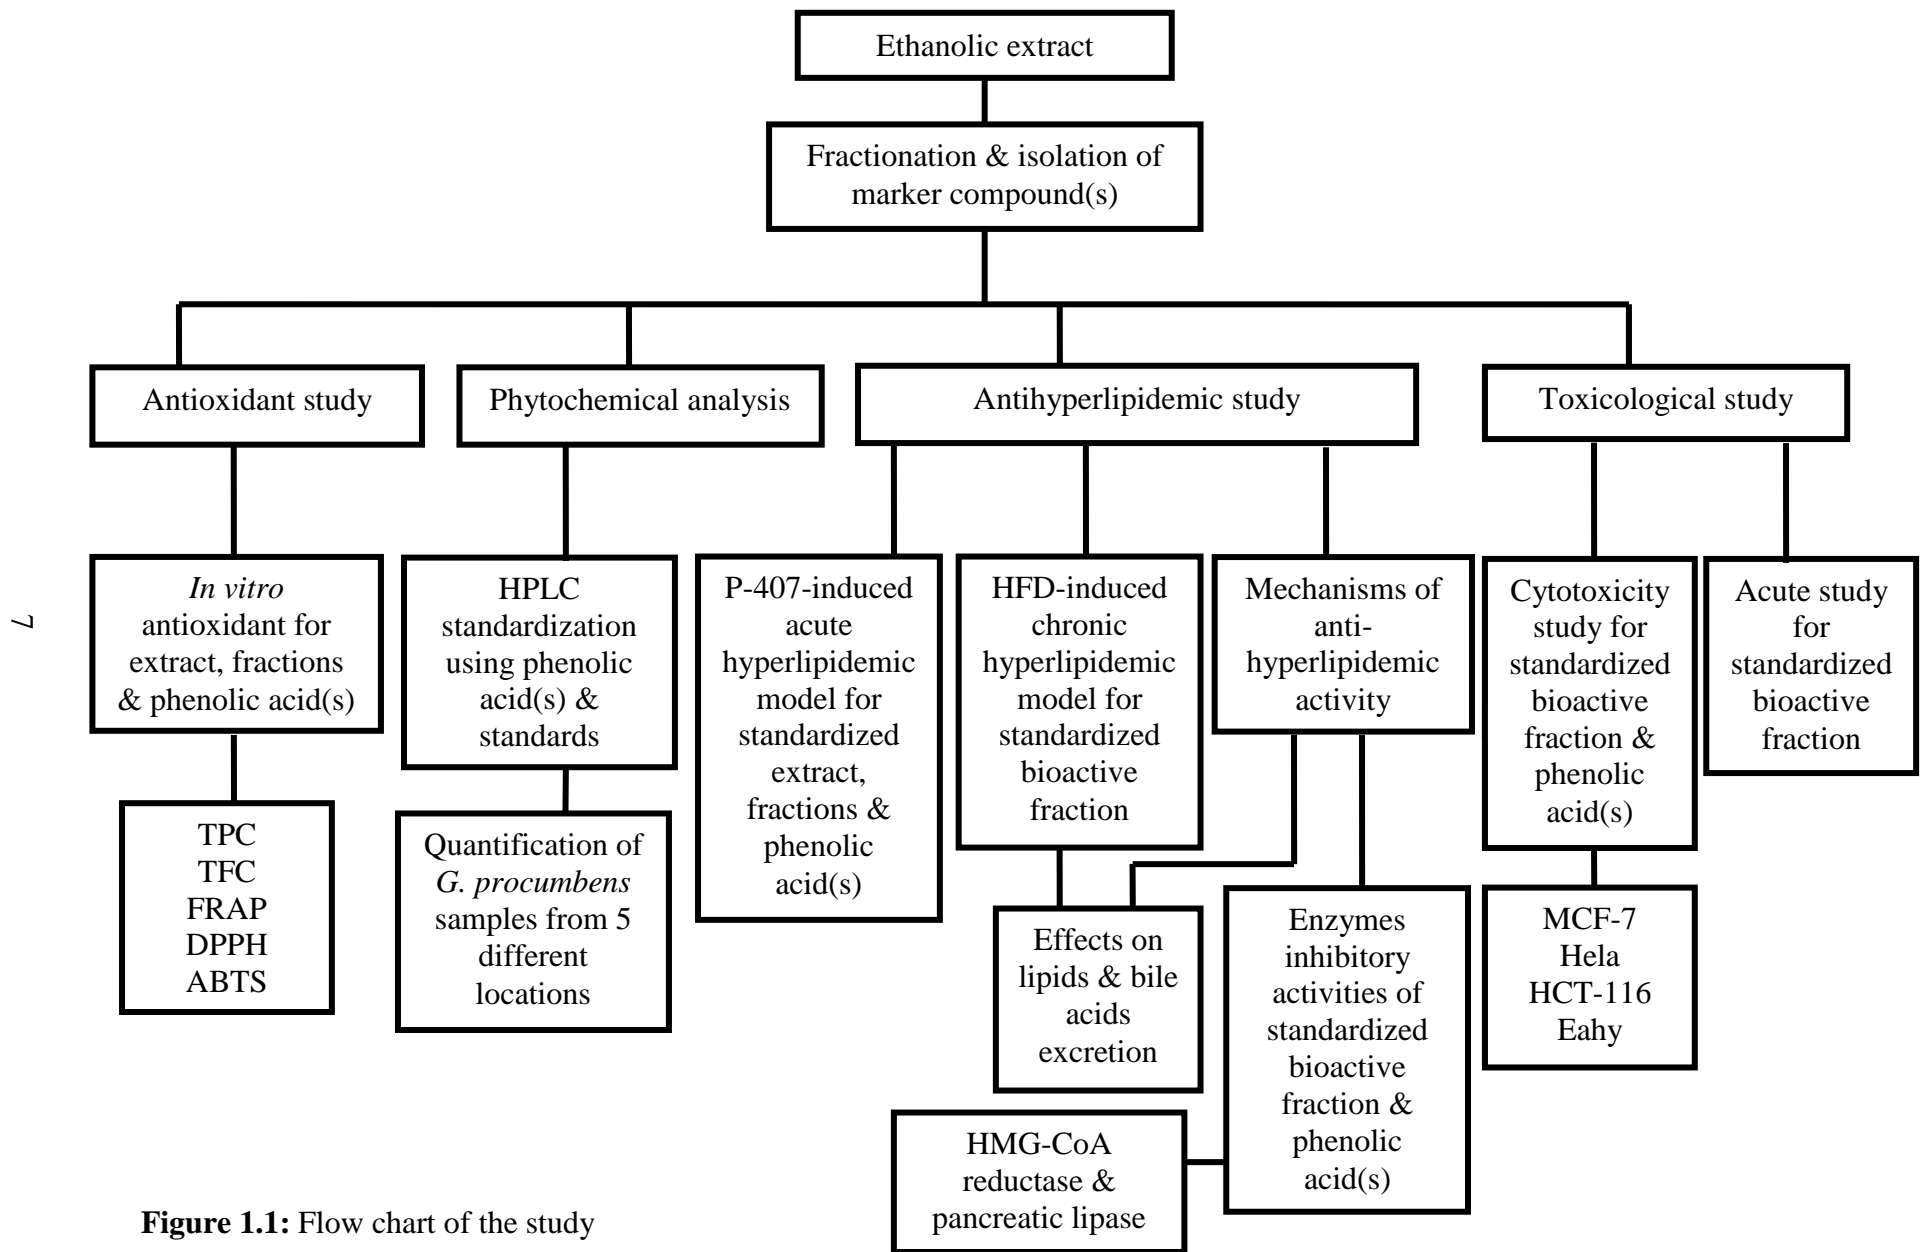 Ethanolic extract
Fractionation & isolation of
marker compound(s)
Antioxidant study
Phytochemical analysis
Antihyperlipidemic study
Toxicological study
In vitro
antioxidant for
extract, fractions
& phenolic acid(s)
HPLC
standardization
using phenolic
acid(s) &
standards
P-407-induced
acute
hyperlipidemic
model for
standardized
extract,
fractions &
phenolic
acid(s)
HFD-induced
chronic
hyperlipidemic
model for
standardized
bioactive
fraction
Mechanisms of
anti-
hyperlipidemic
activity
Cytotoxicity
study for
standardized
bioactive
fraction &
phenolic
acid(s)
Acute study
for
standardized
bioactive
fraction
7
TPC
TFC
FRAP
DPPH
ABTS
Quantification of
G. procumbens
samples from 5
different
locations
Effects on
lipids & bile
acids
excretion
Enzymes
inhibitory
activities of
standardized
bioactive
fraction &
phenolic
acid(s)
MCF-7
Hela
HCT-116
Eahy
HMG-CoA
reductase &
pancreatic lipase
Figure 1.1: Flow chart of the study